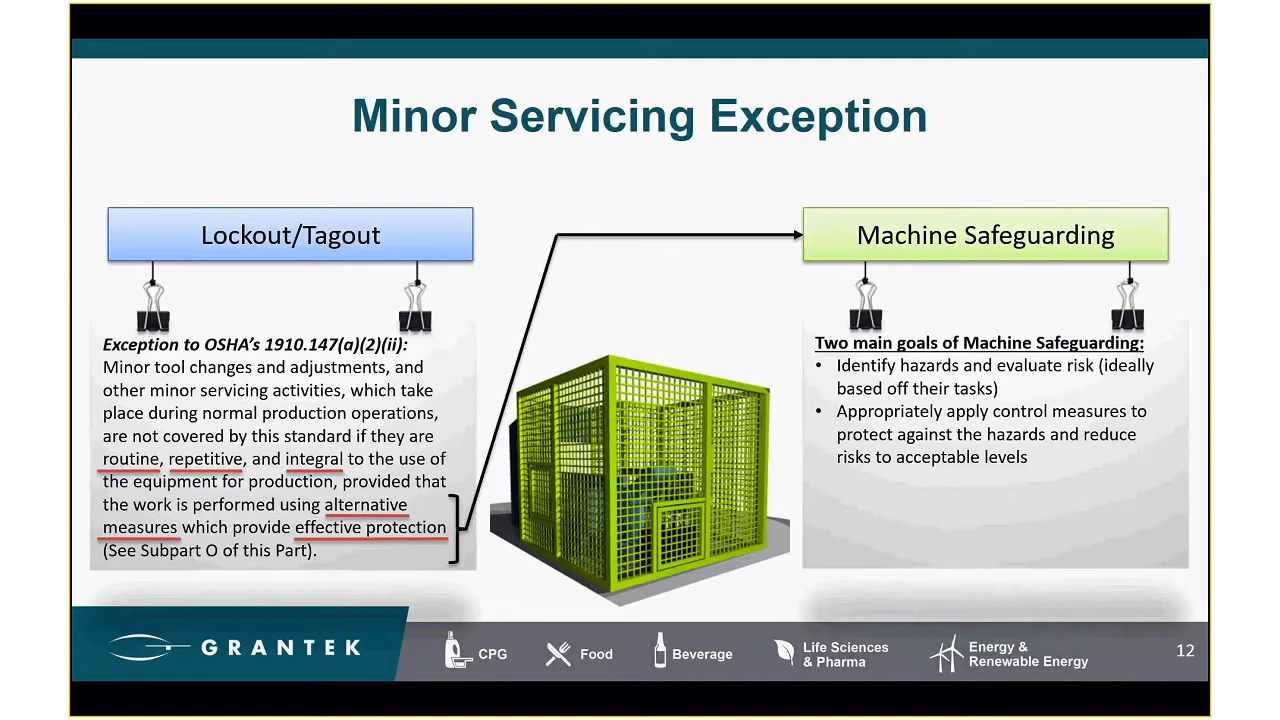 Minor Servicing Exception
Lockout/Tagout
Exception to OSHA's 1910.147(a)(2)(ii):
Minor tool changes and adjustments, and
other minor servicing activities, which take
place during normal production operations,
are not covered by this standard if they are
routine, repetitive, and integral to the use of
the equipment for production, provided that
the work is performed using alternative
measures which provide effective protection
(See Subpart O of this Part).
Machine Safeguarding
Two main goals of Machine Safeguarding:
• Identify hazards and evaluate risk (ideally
based off their tasks)
• Appropriately apply control measures to
protect against the hazards and reduce
risks to acceptable levels
GRANTEK
CPG
Food
Beverage
Life Sciences
& Pharma
Energy &
Renewable Energy
12